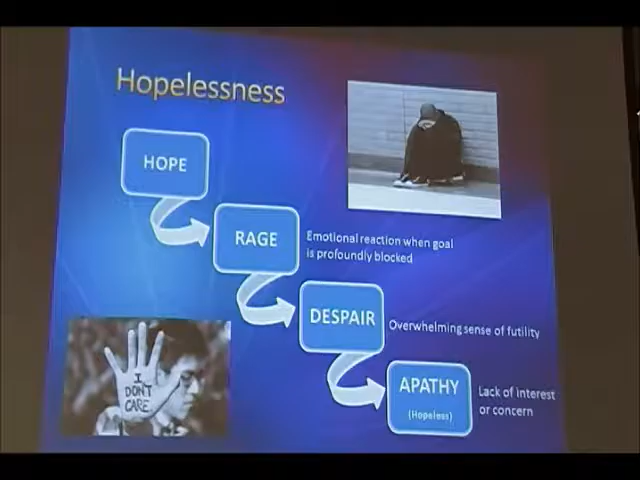 Hopelessness
HOPE
RAGE
Emotional reaction when goal
is profoundly blocked
DESPAIR
Overwhelming sense of futility
APATHY
(Hopeless)
Lack of interest
or concern
I
DON'T
CARE.